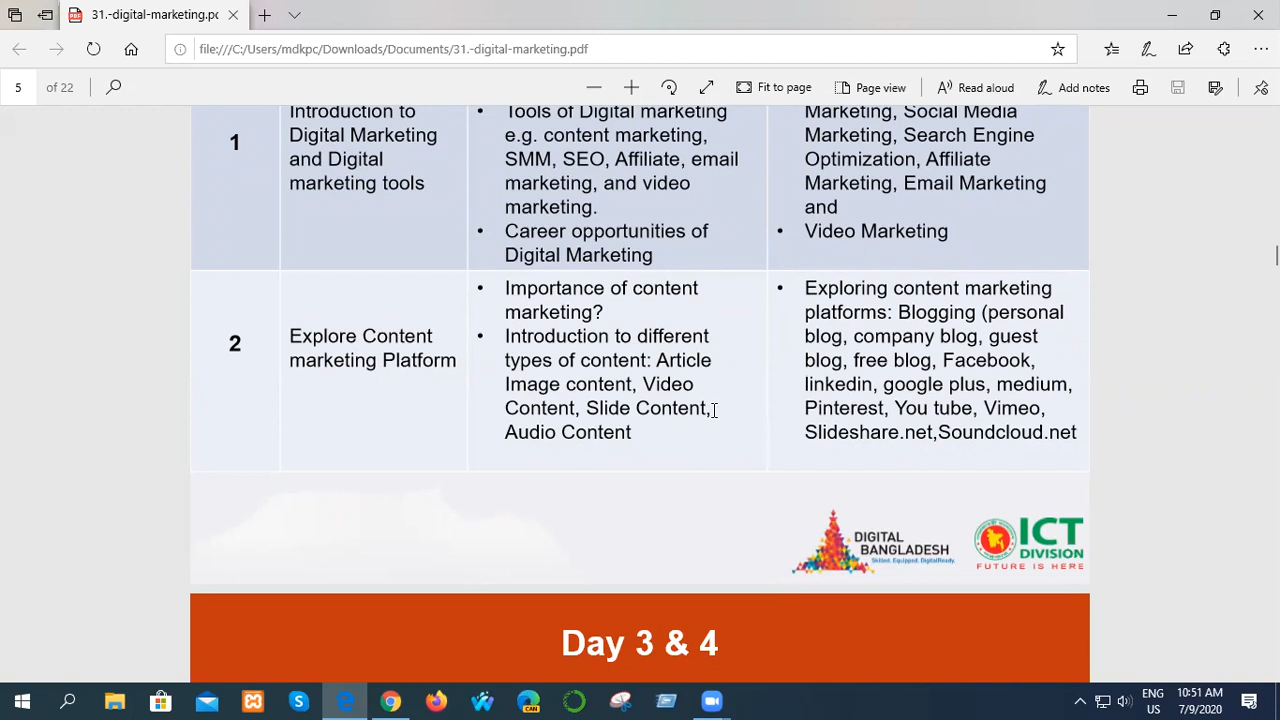 31.-digital-marketing.pdf
file:///C:/Users/mdkpc/Downloads/Documents/31.-digital-marketing.pdf
5 of 22
Fit to page
Page view
Read aloud
Add notes
1
Introduction to
Digital Marketing
and Digital
marketing tools
• Tools of Digital marketing
e.g. content marketing,
SMM, SEO, Affiliate, email
marketing, and video
marketing.
• Career opportunities of
Digital Marketing
Marketing, Social Media
Marketing, Search Engine
Optimization, Affiliate
Marketing, Email Marketing
and
• Video Marketing
2
Explore Content
marketing Platform
• Importance of content
marketing?
• Introduction to different
types of content: Article
Image content, Video
Content, Slide Content,
Audio Content
• Exploring content marketing
platforms: Blogging (personal
blog, company blog, guest
blog, free blog, Facebook,
linkedin, google plus, medium,
Pinterest, You tube, Vimeo,
Slideshare.net,Soundcloud.net
DIGITAL
BANGLADESH
Skilled. Equipped. DigitalReady.
ICT
DIVISION
FUTURE IS HERE
Day 3 & 4
CAN
ENG
US
10:51 AM
7/9/2020